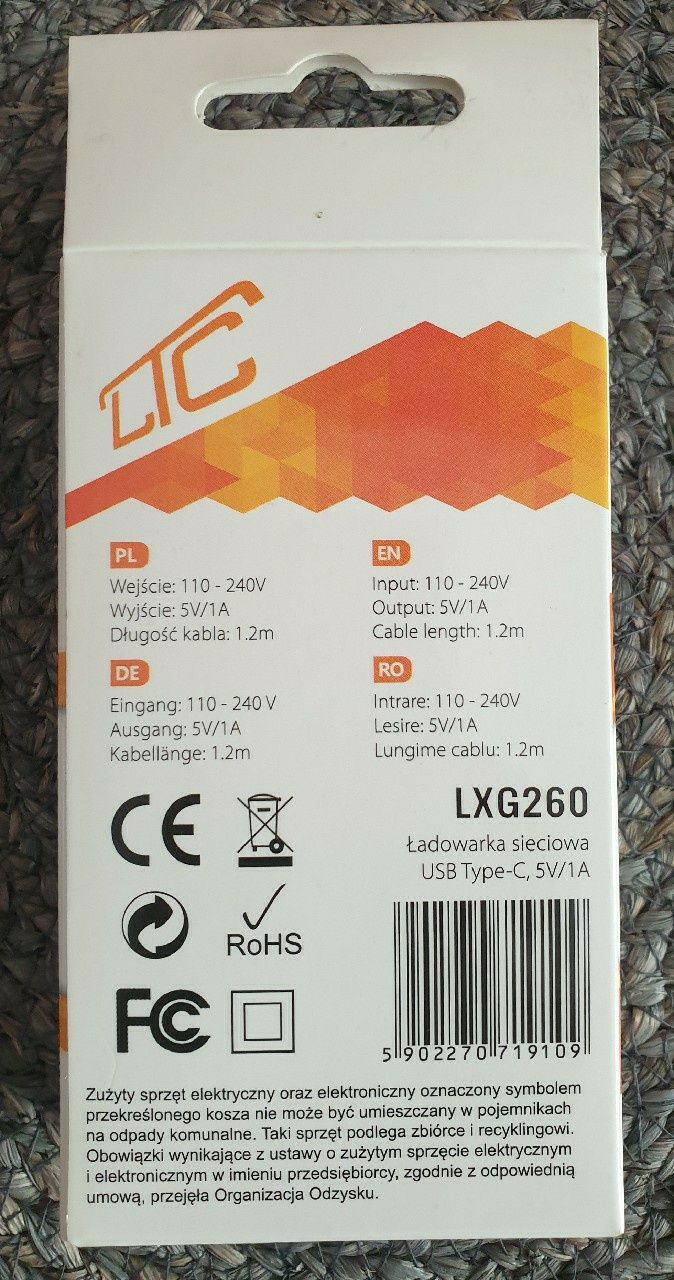 LTC
PL
Wejście: 110 - 240V
Wyjście: 5V/1A
Długość kabla: 1.2m
EN
Input: 110 - 240V
Output: 5V/1A
Cable length: 1.2m
DE
Eingang: 110 - 240 V
Ausgang: 5V/1A
Kabellänge: 1.2m
RO
Intrare: 110 - 240V
Lesire: 5V/1A
Lungime cablu: 1.2m
CE
RoHS
FC
LXG260
Ładowarka sieciowa
USB Type-C, 5V/1A
5 902270 719109
Zużyty sprzęt elektryczny oraz elektroniczny oznaczony symbolem
przekreślonego kosza nie może być umieszczany w pojemnikach
na odpady komunalne. Taki sprzęt podlega zbiórce i recyklingowi.
Obowiązki wynikające z ustawy o zużytym sprzęcie elektrycznym
i elektronicznym w imieniu przedsiębiorcy, zgodnie z odpowiednią
umową, przejęła Organizacja Odzysku.